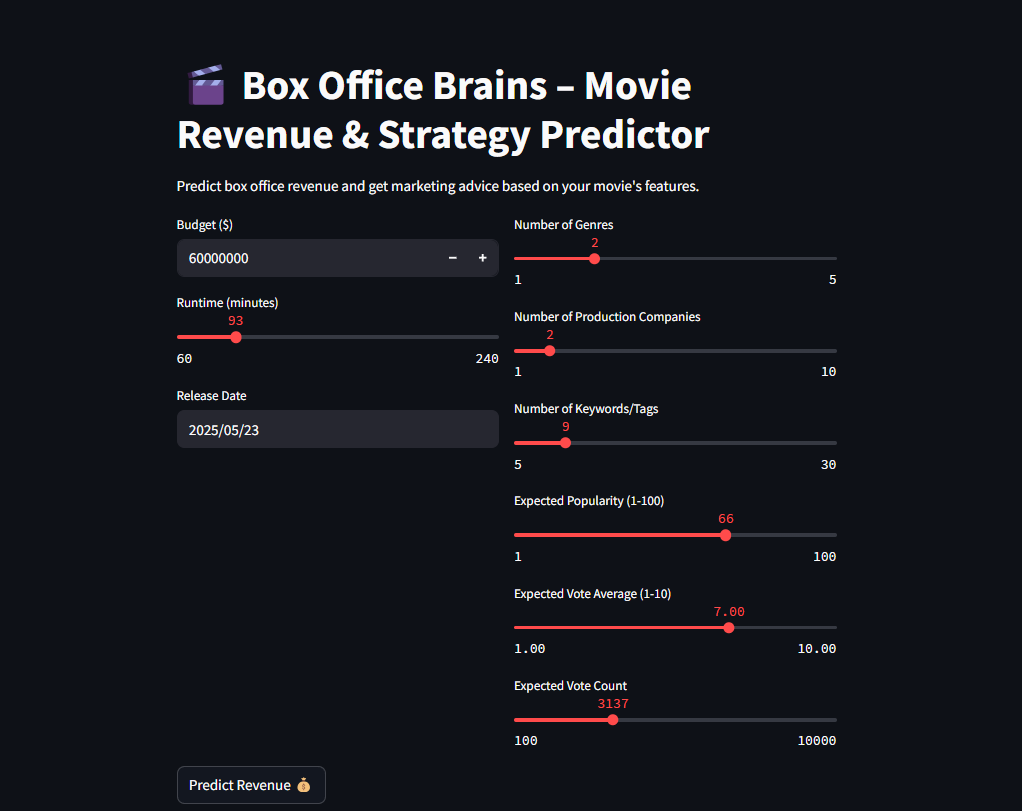 Box Office Brains – Movie
Revenue & Strategy Predictor
Predict box office revenue and get marketing advice based on your movie's features.
Budget ($)
60000000
Runtime (minutes)
93
60 240
Release Date
2025/05/23
Number of Genres
2
1 5
Number of Production Companies
2
1 10
Number of Keywords/Tags
9
5 30
Expected Popularity (1-100)
66
1 100
Expected Vote Average (1-10)
7.00
1.00 10.00
Expected Vote Count
3137
100 10000
Predict Revenue 💰